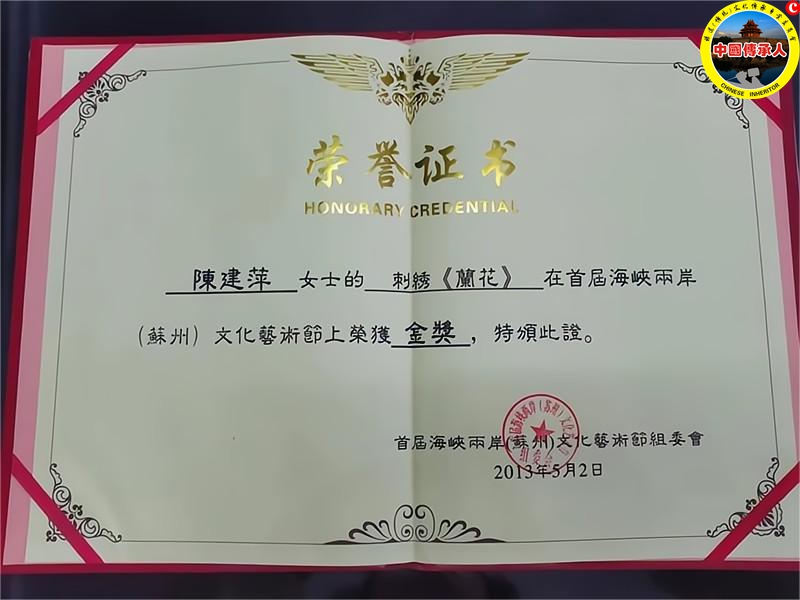 中國傳承人
CHINESE INHERITOR
荣誉证书
HONORARY CREDENTIAL
陳建萍 女士的 刺綉《蘭花》 在首屆海峽兩岸
（蘇州）文化藝術節上榮獲 金獎，特頒此證。
首屆海峽兩岸(蘇州)文化藝術節組委會
2013年5月2日